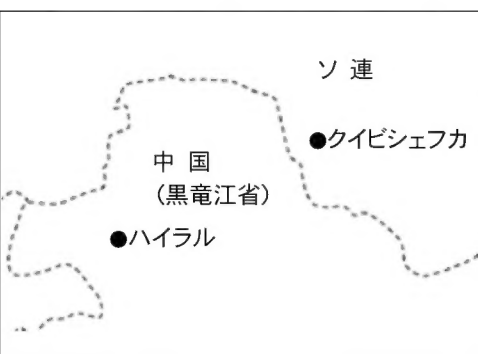 ソ 連
●クイビシェフカ
中 国
（黒竜江省）
●ハイラル